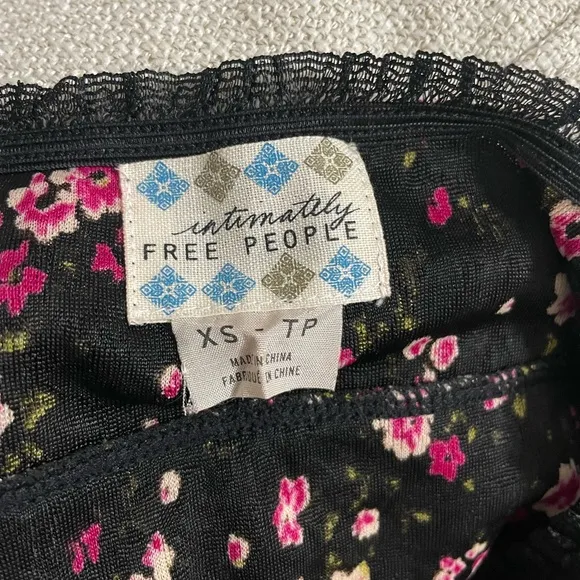 intimately
FREE PEOPLE
XS - TP
MADE IN CHINA
FABRIQUÉ EN CHINE